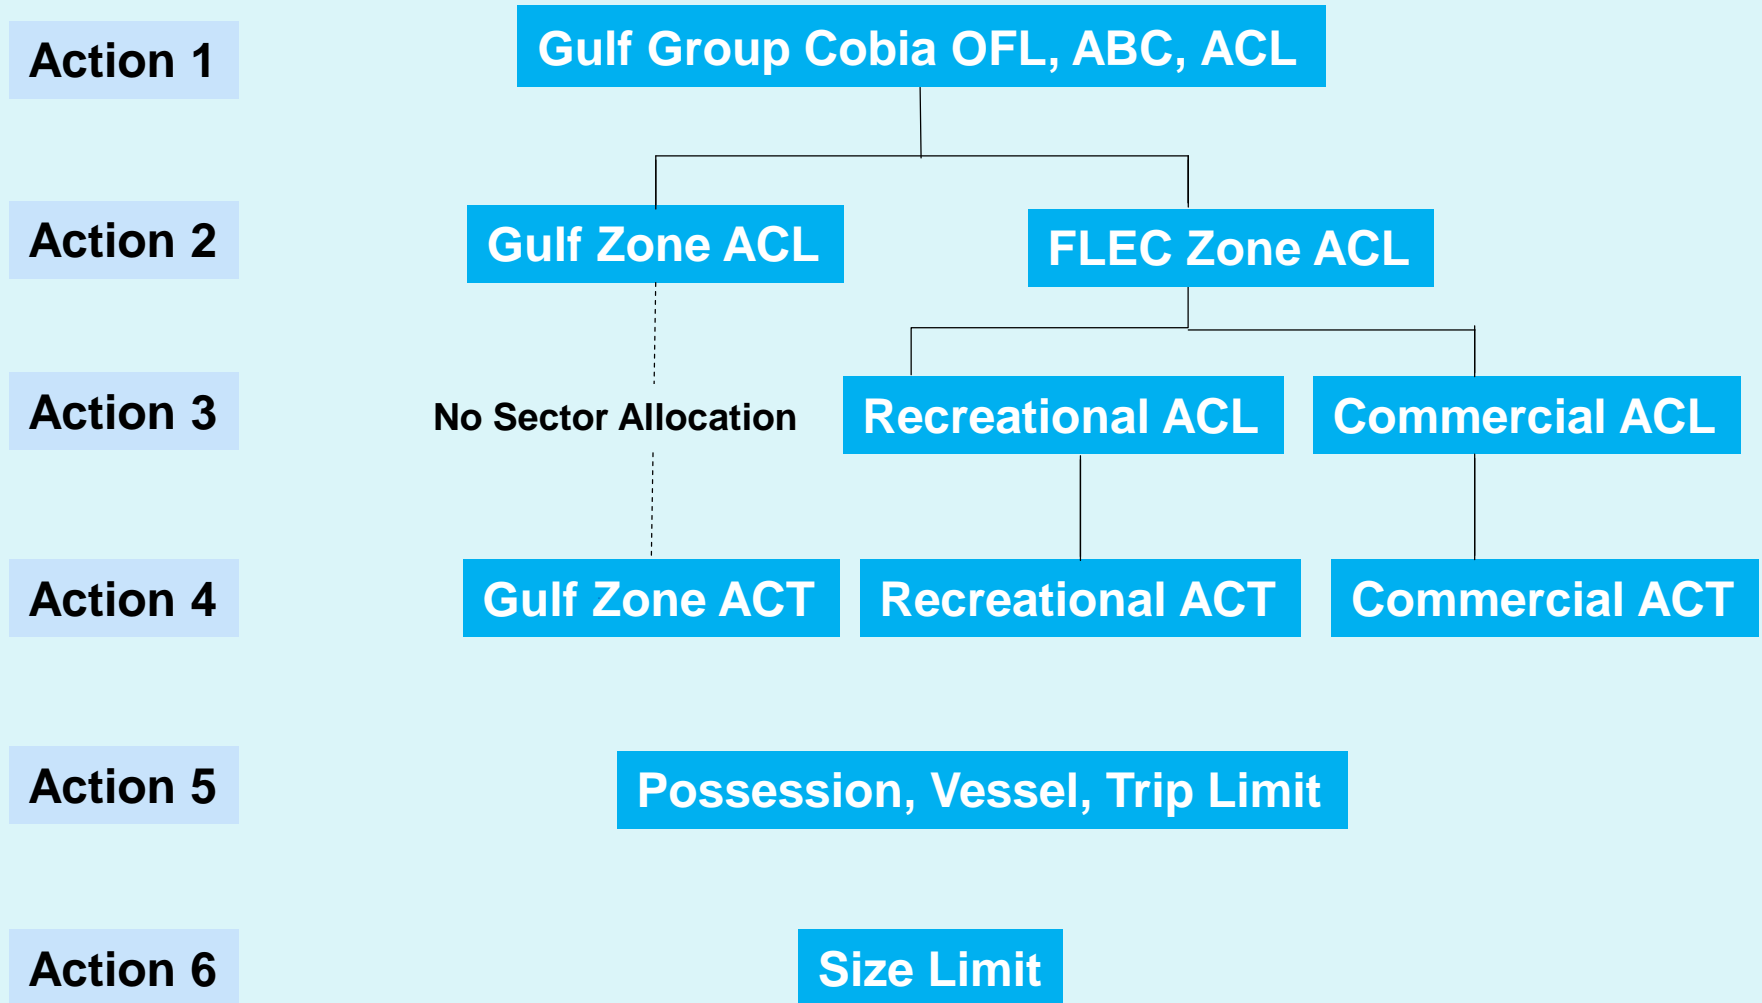 Action 1
Gulf Group Cobia OFL, ABC, ACL
Action 2
Gulf Zone ACL
FLEC Zone ACL
Action 3
No Sector Allocation
Recreational ACL
Commercial ACL
Action 4
Gulf Zone ACT
Recreational ACT
Commercial ACT
Action 5
Possession, Vessel, Trip Limit
Action 6
Size Limit